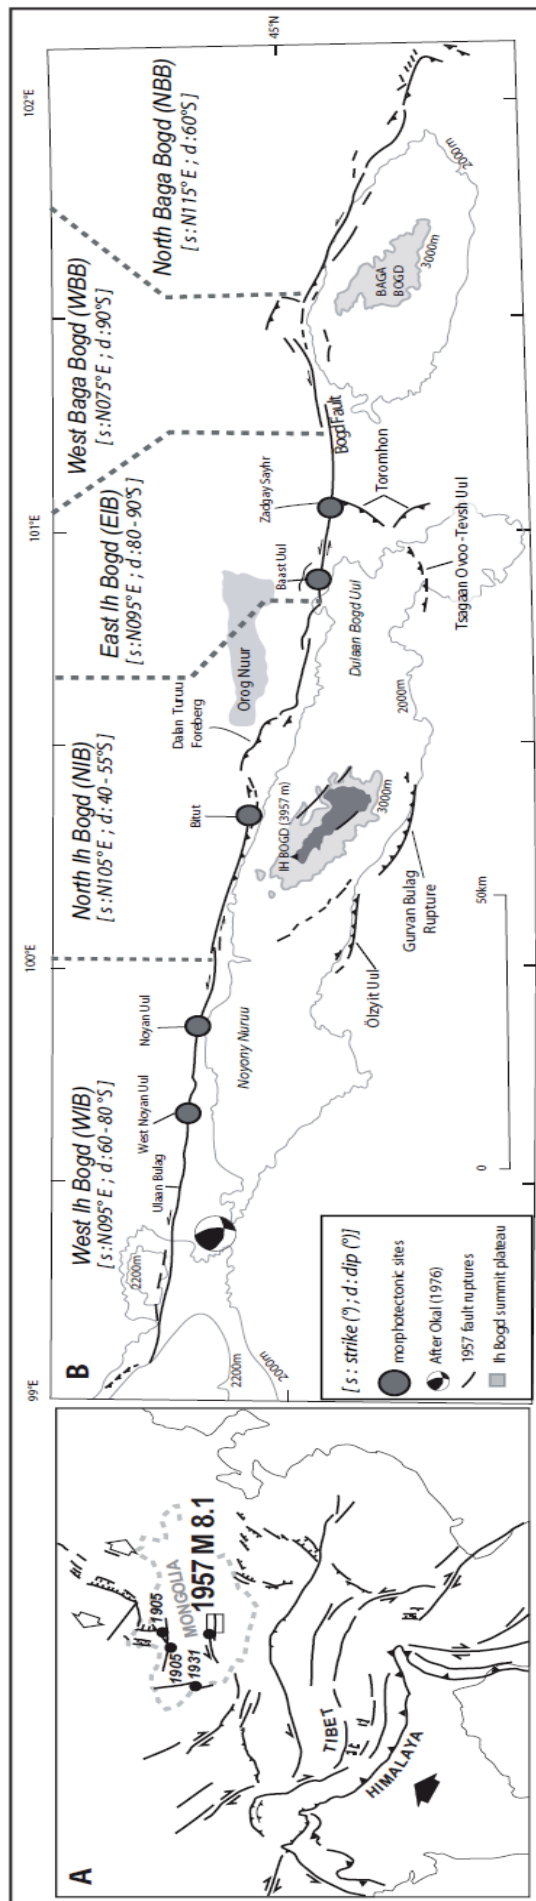 A
MONGOLIA
1905
1905
1931
1957 M 8.1
TIBET
HIMALAYA
B
99°E
100°E
101°E
102°E
45°N
West Ih Bogd (WIB)
[s:N095°E ; d:60-80°S]
North Ih Bogd (NIB)
[s:N105°E ; d: 40-55°S]
East Ih Bogd (EIB)
[s:N095°E ; d:80-90°S]
West Baga Bogd (WBB)
[s:N075°E ; d:90°S]
North Baga Bogd (NBB)
[s:N115°E ; d:60°S]
2200m
2200m
2000m
Ulaan Bulag
West Noyan Uul
Noyan Uul
Noyony Nuruu
Bitut
Dalan Turuu
Foreberg
Orog Nuur
Baast Uul
Zadgay Sayhr
Bogd Fault
Dulaan Bogd Uul
IH BOGD (3957 m)
3000m
2000m
Toromhon
Tsagaan Ovoo -Tevsh Uul
Ölzyit Uul
Gurvan Bulag
Rupture
BAGA
BOGD
3000m
2000m
0
50km
[ s : strike (°) ; d : dip (°)]
morphotectonic sites
After Okal (1976)
1957 fault ruptures
Ih Bogd summit plateau